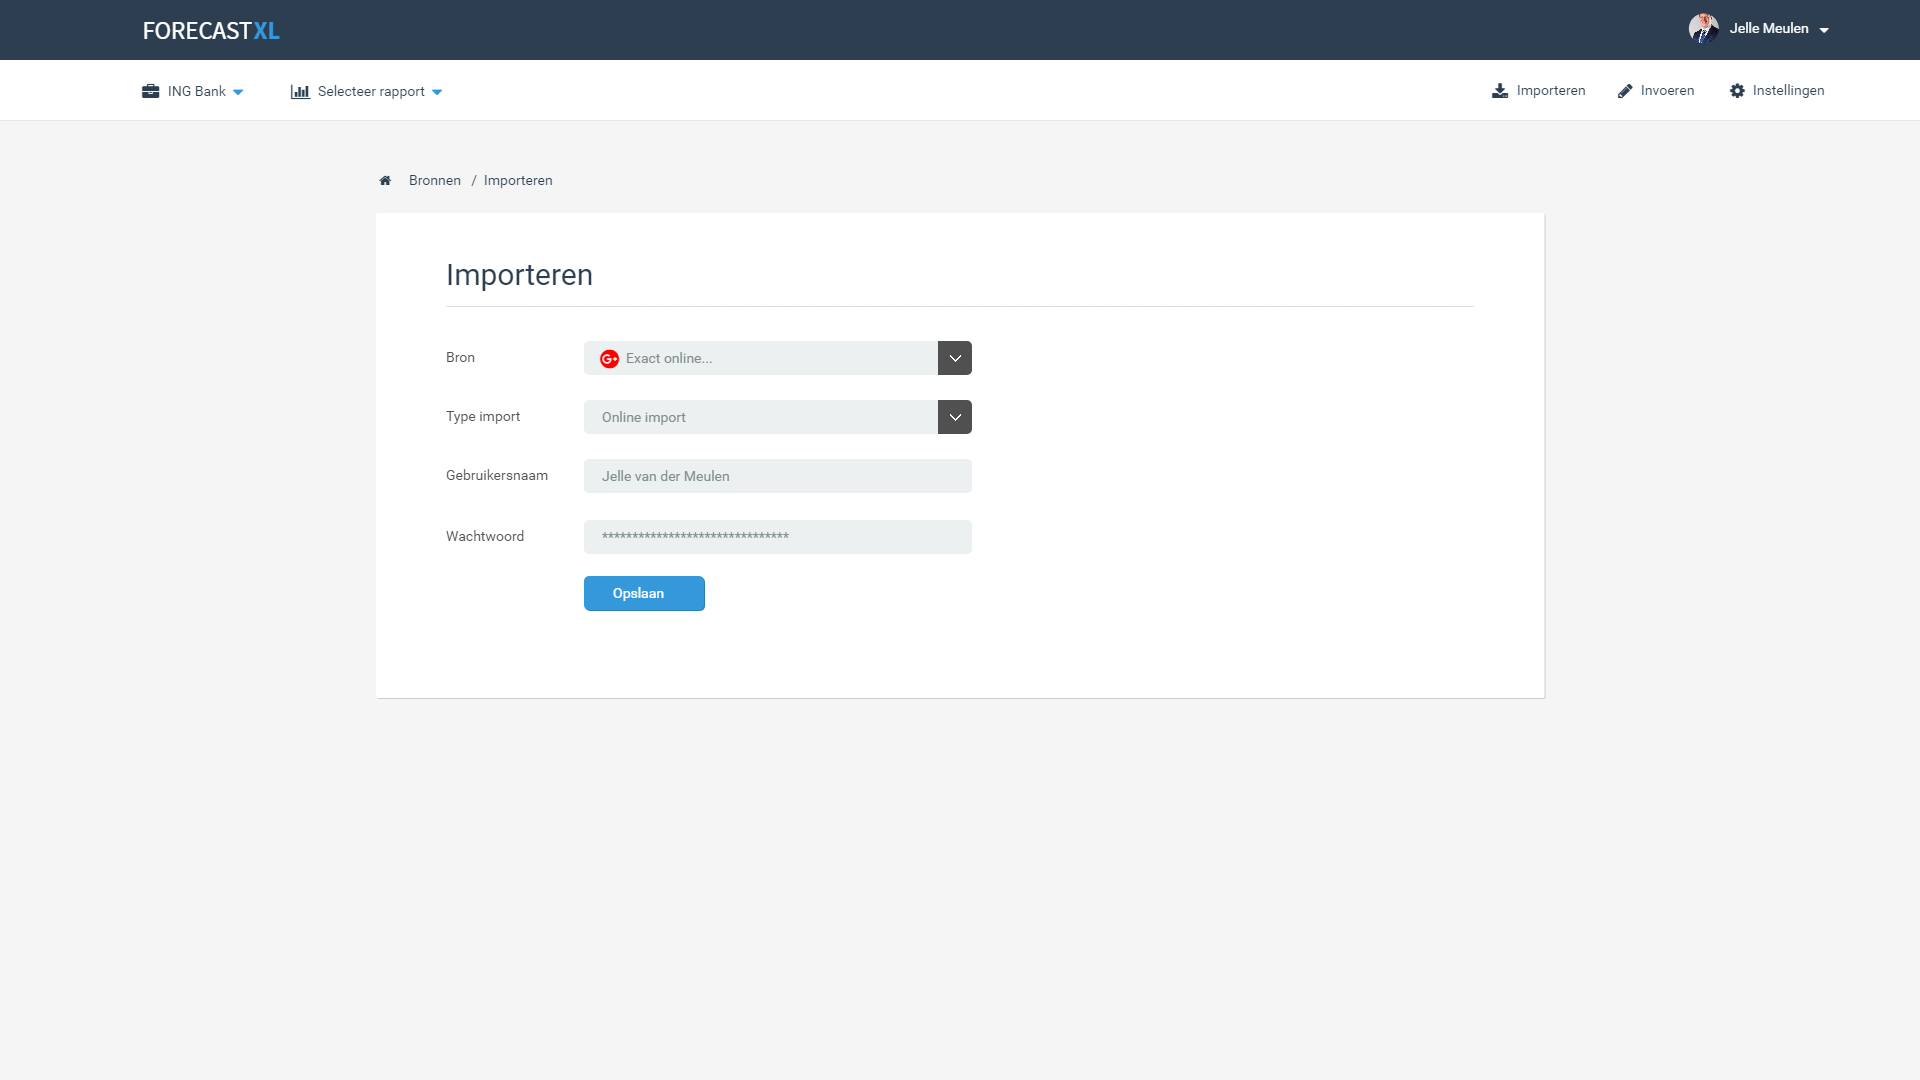 FORECASTXL
Jelle Meulen
ING Bank
Selecteer rapport
Importeren
Invoeren
Instellingen
Bronnen / Importeren
Importeren
Bron
G+ Exact online...
Type import
Online import
Gebruikersnaam
Jelle van der Meulen
Wachtwoord
*******************************
Opslaan